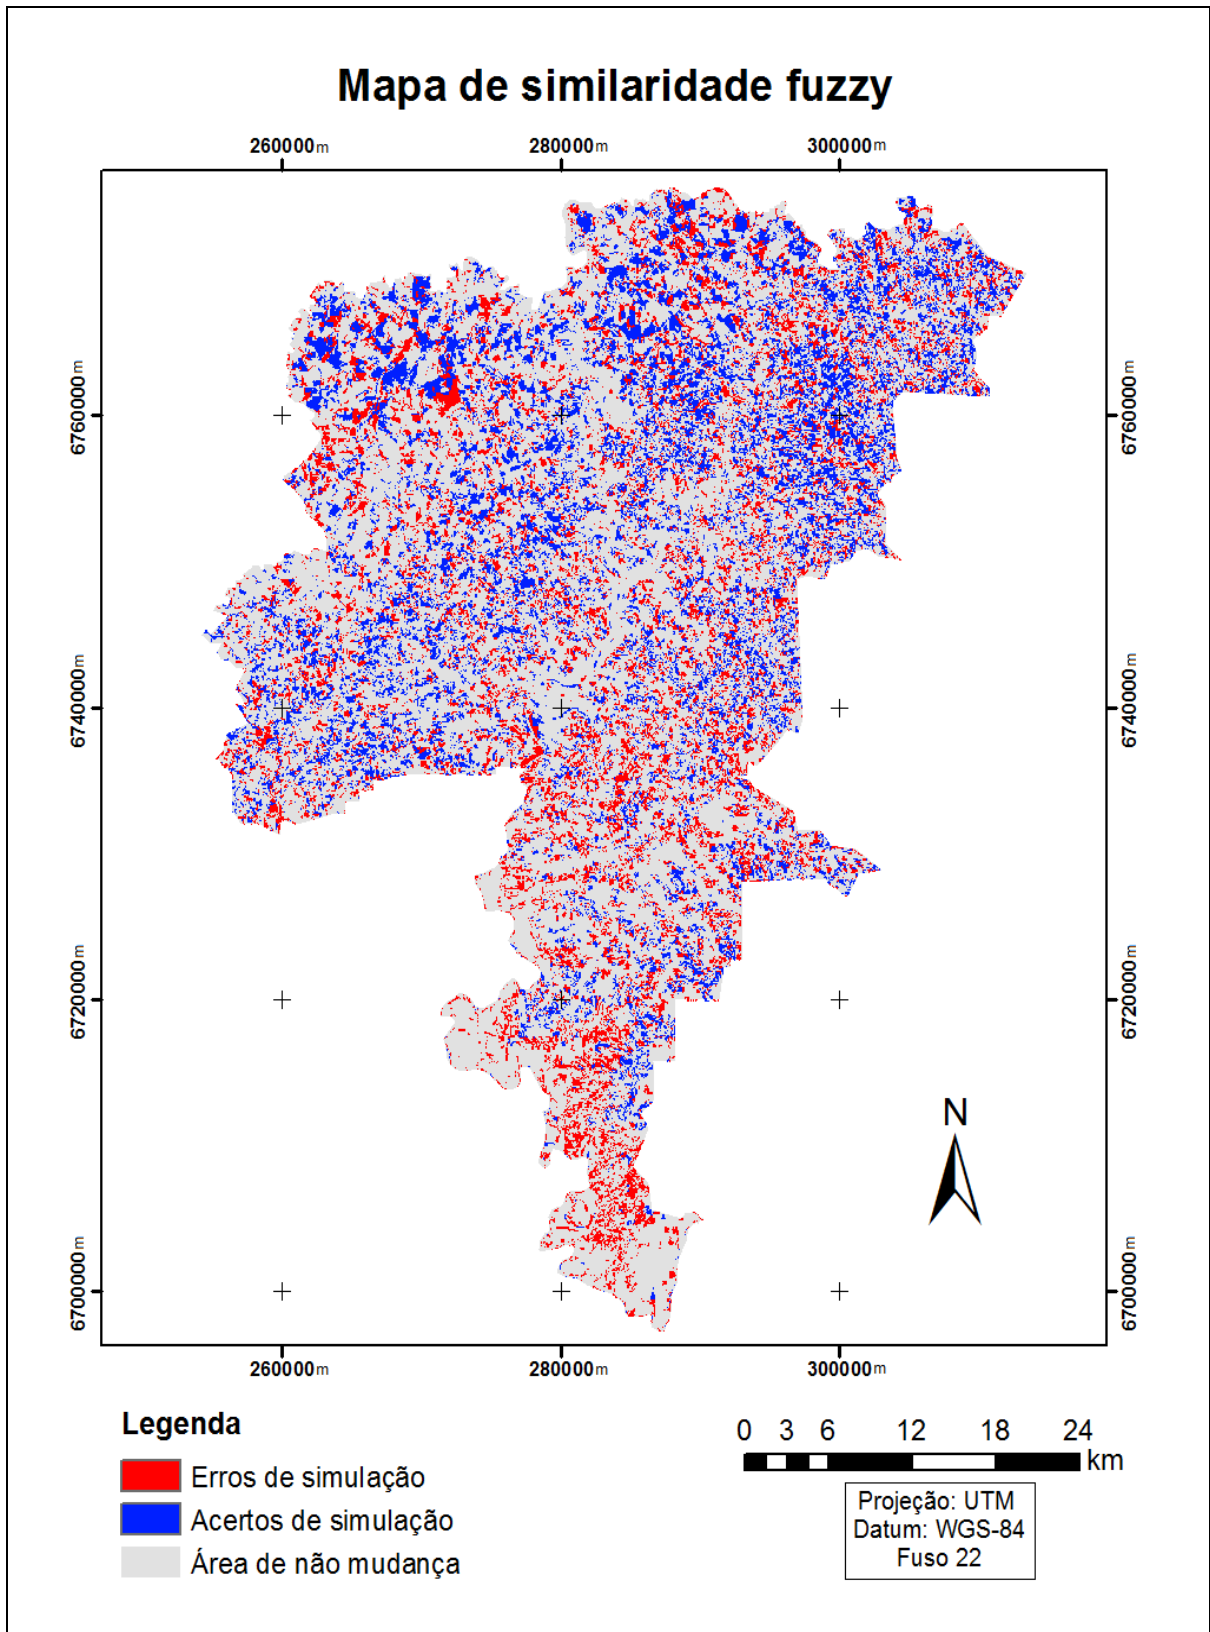 Mapa de similaridade fuzzy
260000m 280000m 300000m
6760000m 6760000m
6740000m 6740000m
6720000m 6720000m
6700000m 6700000m
260000m 280000m 300000m
N
Legenda
Erros de simulação
Acertos de simulação
Área de não mudança
0 3 6 12 18 24
km
Projeção: UTM
Datum: WGS-84
Fuso 22